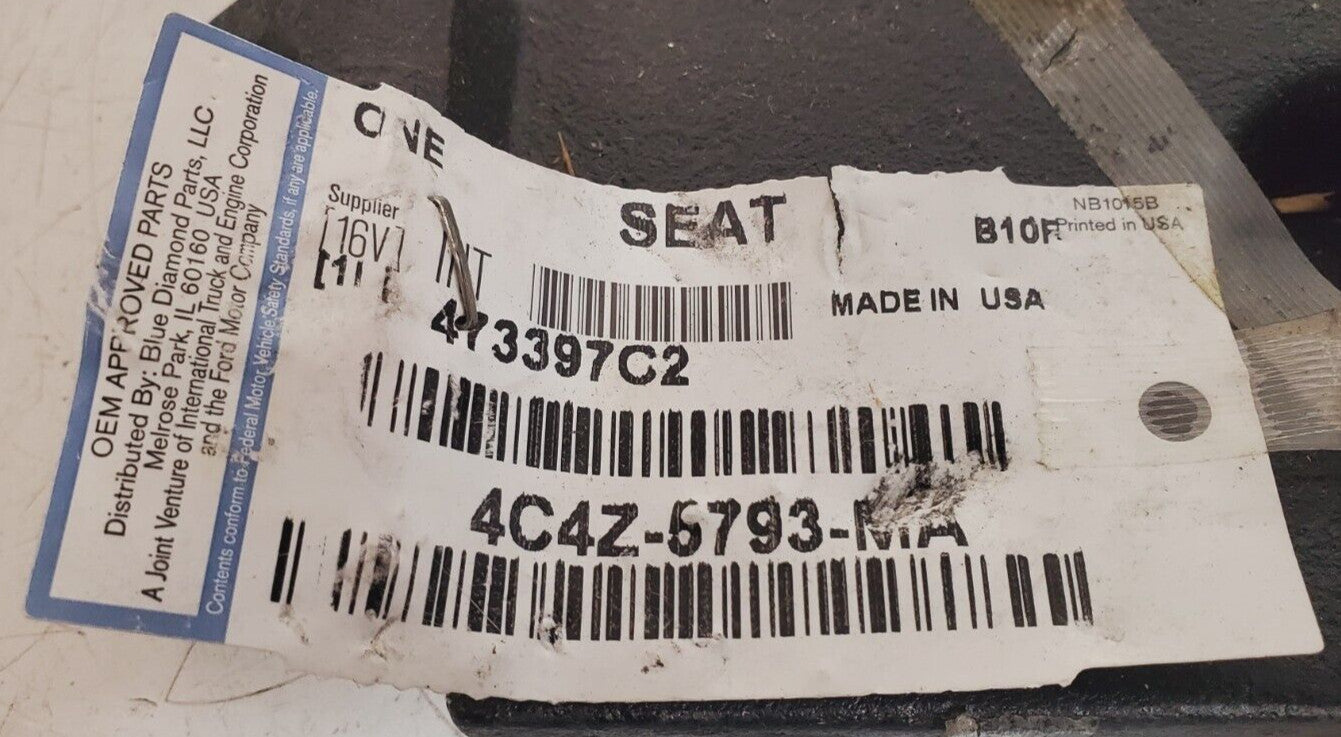 OEM APPROVED PARTS
Distributed By: Blue Diamond Parts, LLC
Melrose Park, IL 60160 USA
A Joint Venture of International Truck and Engine Corporation
and the Ford Motor Company
Contents conform to Federal Motor Vehicle Safety Standards, if any are applicable.
ONE
Supplier
[16V]
INT
SEAT
B10F
NB1015B
Printed in USA
MADE IN USA
473397C2
4C4Z-5793-MA